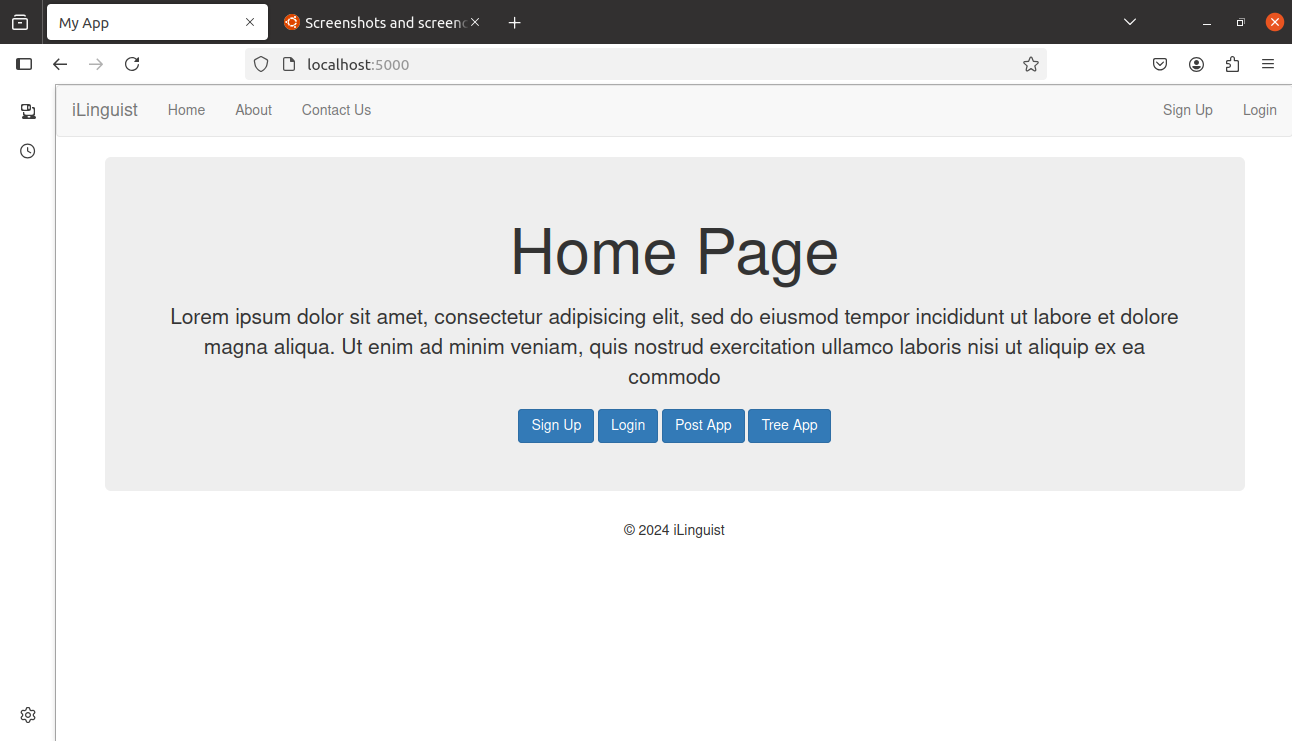 My App
Screenshots and screen
localhost:5000
iLinguist Home About Contact Us Sign Up Login
Home Page
Lorem ipsum dolor sit amet, consectetur adipisicing elit, sed do eiusmod tempor incididunt ut labore et dolore
magna aliqua. Ut enim ad minim veniam, quis nostrud exercitation ullamco laboris nisi ut aliquip ex ea
commodo
Sign Up Login Post App Tree App
© 2024 iLinguist